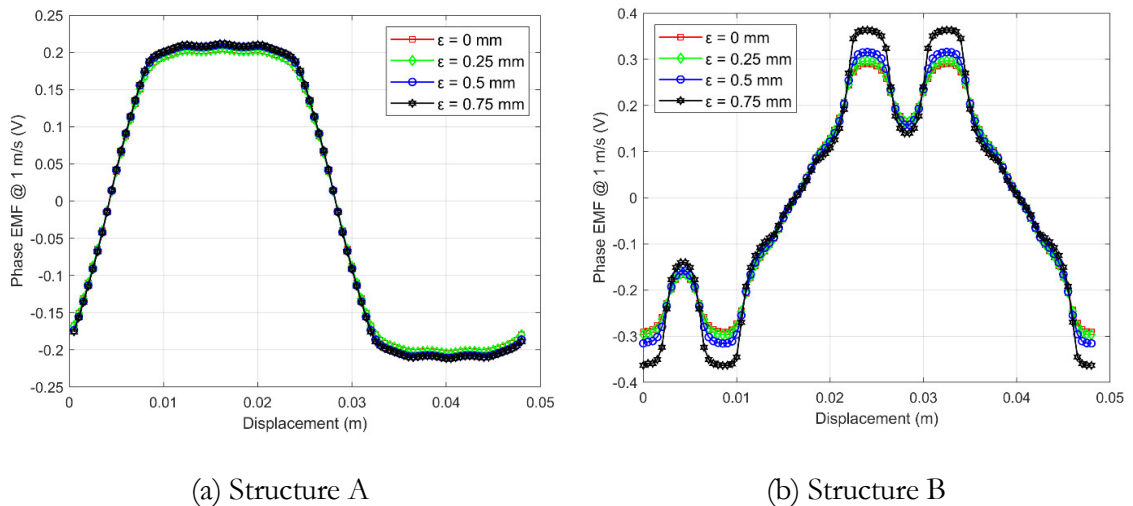 0.25
0.2
0.15
0.1
0.05
0
-0.05
-0.1
-0.15
-0.2
-0.25
Phase EMF @ 1 m/s (V)
ε = 0 mm
ε = 0.25 mm
ε = 0.5 mm
ε = 0.75 mm
0 0.01 0.02 0.03 0.04 0.05
Displacement (m)
(a) Structure A
0.4
0.3
0.2
0.1
0
-0.1
-0.2
-0.3
-0.4
Phase EMF @ 1 m/s (V)
ε = 0 mm
ε = 0.25 mm
ε = 0.5 mm
ε = 0.75 mm
0 0.01 0.02 0.03 0.04 0.05
Displacement (m)
(b) Structure B